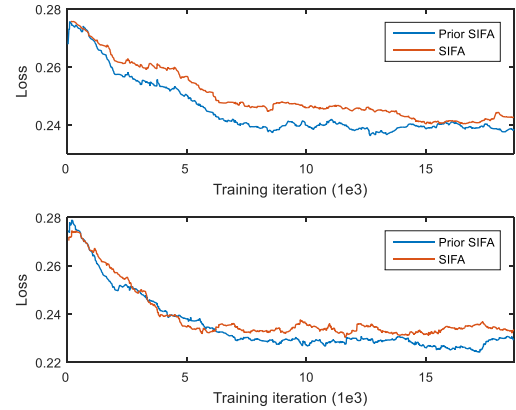 0.28
Prior SIFA
SIFA
0.26
Loss
0.24
0 5 10 15
Training iteration (1e3)
0.28
Prior SIFA
SIFA
0.26
Loss
0.24
0.22
0 5 10 15
Training iteration (1e3)